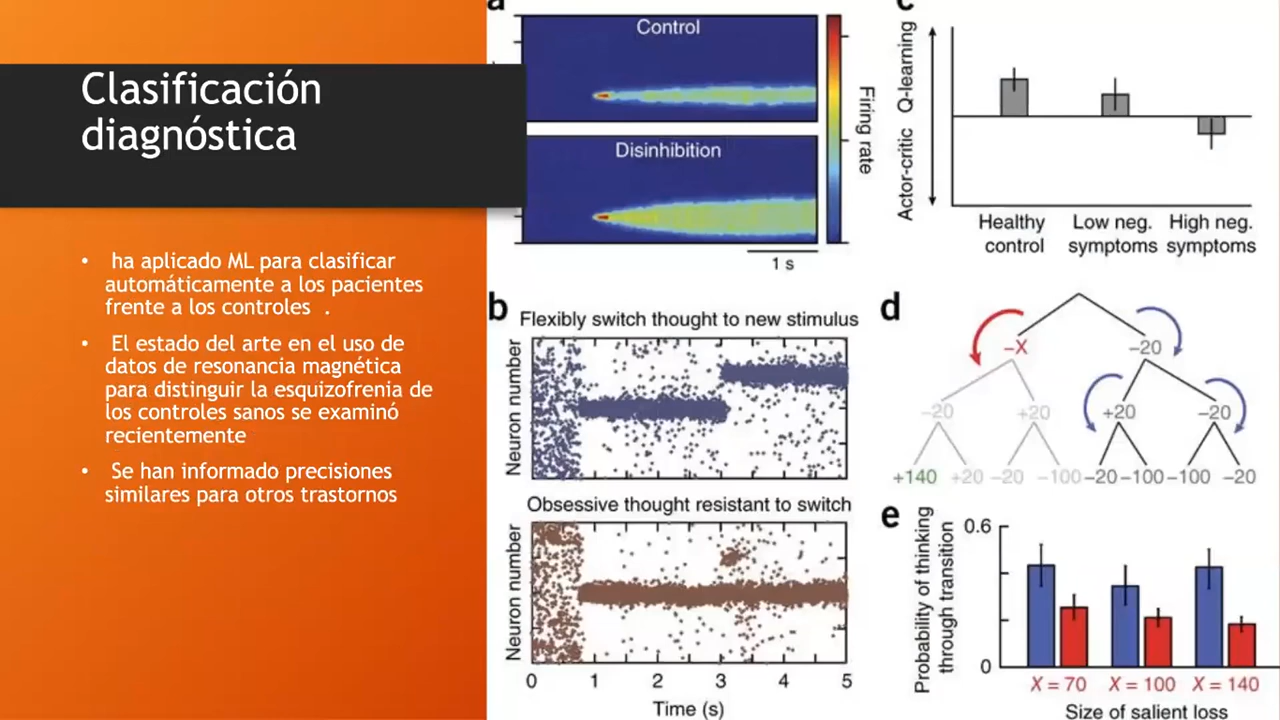 Clasificación
diagnóstica
• ha aplicado ML para clasificar
automáticamente a los pacientes
frente a los controles .
• El estado del arte en el uso de
datos de resonancia magnética
para distinguir la esquizofrenia de
los controles sanos se examinó
recientemente
• Se han informado precisiones
similares para otros trastornos
a
Control
Disinhibition
Firing rate
1 s
b
Flexibly switch thought to new stimulus
Neuron number
Obsessive thought resistant to switch
Neuron number
0 1 2 3 4 5
Time (s)
c
Actor-critic Q-learning
Healthy
control
Low neg.
symptoms
High neg.
symptoms
d
–X –20
–20 +20 +20 –20
+140 +20 –20 –100 –20 –100 –100 –20
e
Probability of thinking
through transition
0.6
0
X = 70 X = 100 X = 140
Size of salient loss